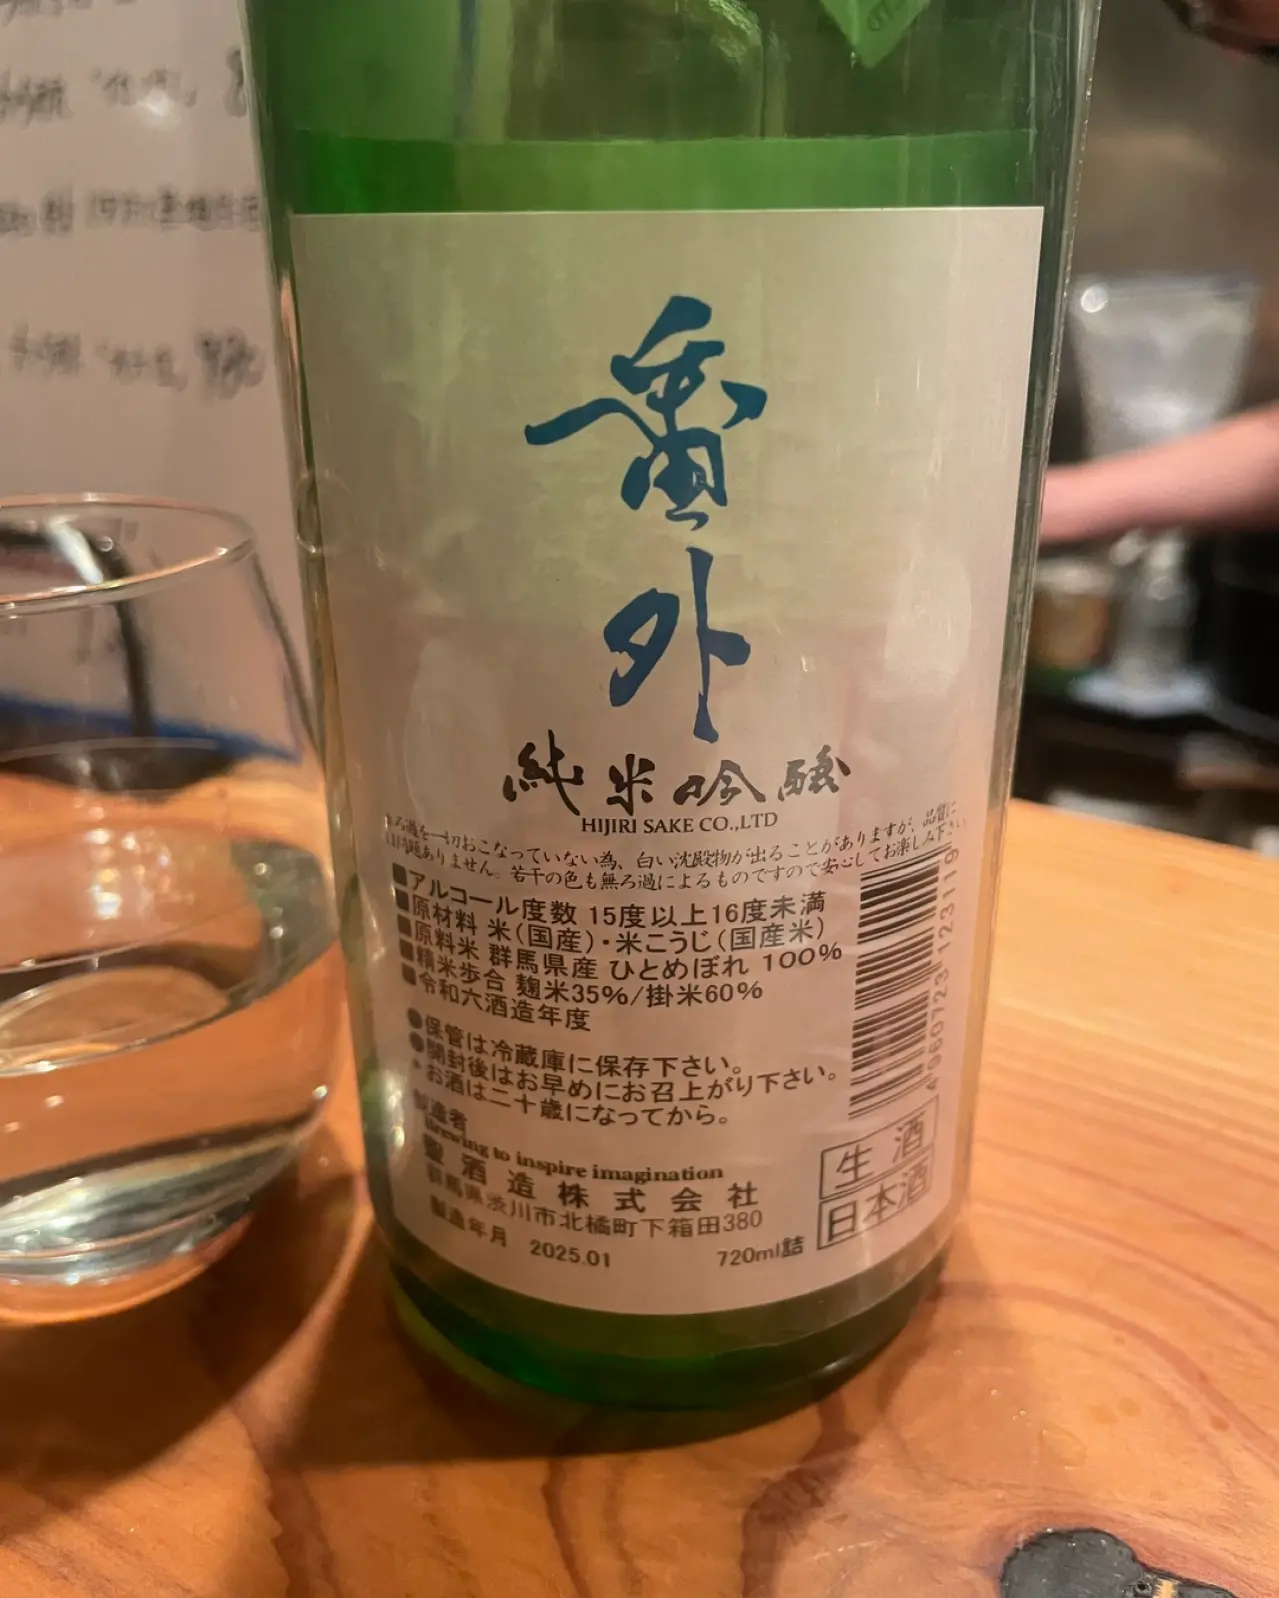 番外
純米吟醸
HIJIRI SAKE CO.,LTD
ろ過を一切おこなっていない為、白い沈殿物が出ることがありますが、品質に
問題ありません。若干の色も無ろ過によるものですので安心してお楽しみ下さい
■アルコール度数 15度以上16度未満
■原材料 米(国産)・米こうじ(国産米)
■原料米 群馬県産 ひとめぼれ 100%
■精米歩合 麹米35%/掛米60%
■令和六酒造年度
●保管は冷蔵庫に保存下さい。
●開封後はお早めにお召上がり下さい。
お酒は二十歳になってから。
製造者
Brewing to inspire imagination
聖酒造株式会社
群馬県渋川市北橘町下箱田380
製造年月 2025.01
720ml詰
4960723123119
生酒
日本酒